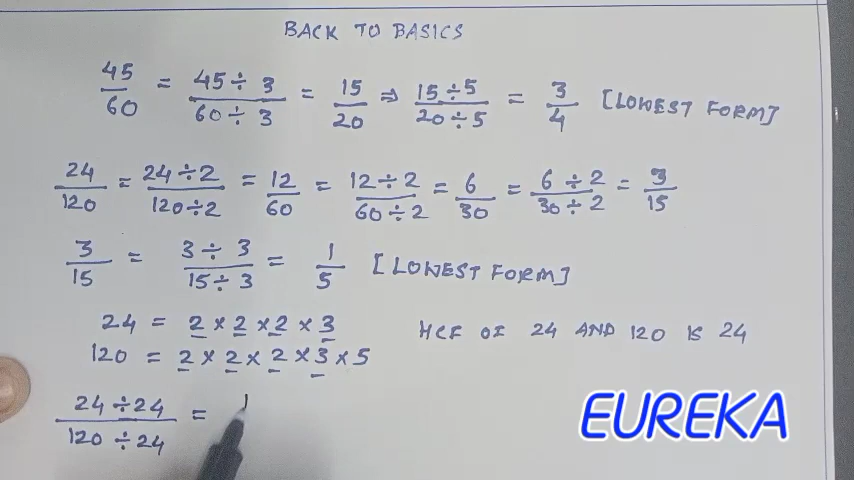 BACK TO BASICS
45/60 = 45÷3/60÷3 = 15/20 ⇒ 15÷5/20÷5 = 3/4 [LOWEST FORM]
24/120 = 24÷2/120÷2 = 12/60 = 12÷2/60÷2 = 6/30 = 6÷2/30÷2 = 3/15
3/15 = 3÷3/15÷3 = 1/5 [LOWEST FORM]
24 = 2×2×2×3 HCF OF 24 AND 120 IS 24
120 = 2×2×2×3×5
24÷24/120÷24 = 1
EUREKA